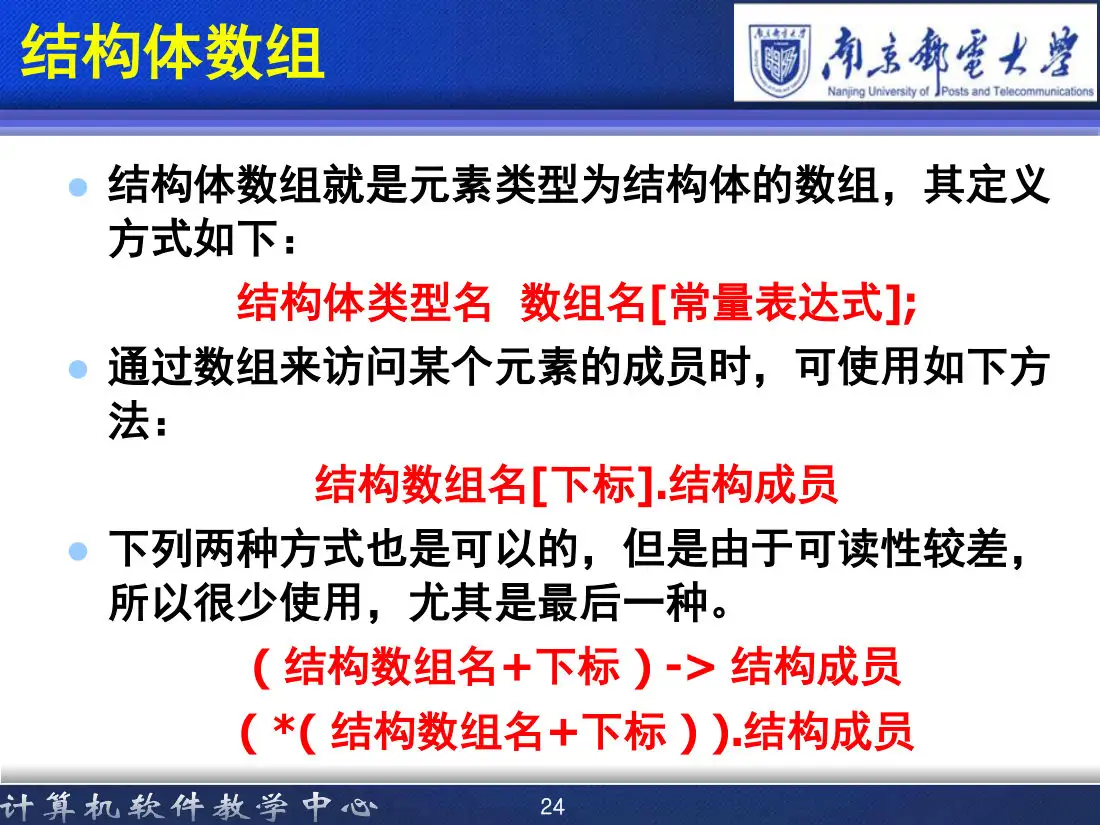 结构体数组
南京邮电大学
Nanjing University of Posts and Telecommunications
结构体数组就是元素类型为结构体的数组，其定义
方式如下：
结构体类型名 数组名[常量表达式];
通过数组来访问某个元素的成员时，可使用如下方
法：
结构数组名[下标].结构成员
下列两种方式也是可以的，但是由于可读性较差，
所以很少使用，尤其是最后一种。
( 结构数组名+下标 ) -> 结构成员
( *( 结构数组名+下标 ) ).结构成员
计算机软件教学中心
24